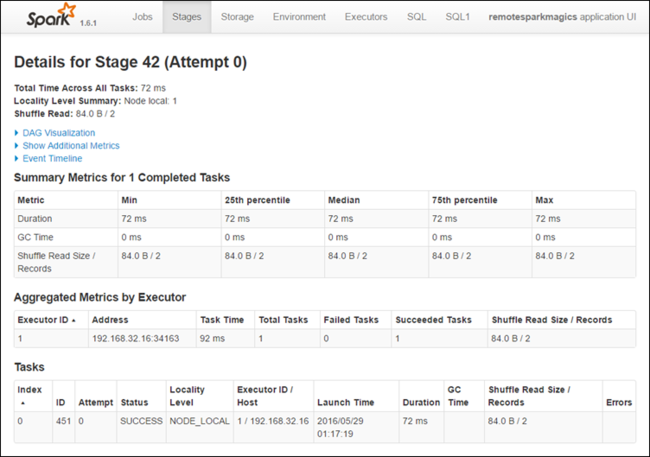 Spark 1.6.1 Jobs Stages Storage Environment Executors SQL SQL1 remotesparkmagics application UI
Details for Stage 42 (Attempt 0)
Total Time Across All Tasks: 72 ms
Locality Level Summary: Node local: 1
Shuffle Read: 84.0 B / 2
DAG Visualization
Show Additional Metrics
Event Timeline
Summary Metrics for 1 Completed Tasks
Metric Min 25th percentile Median 75th percentile Max
Duration 72 ms 72 ms 72 ms 72 ms 72 ms
GC Time 0 ms 0 ms 0 ms 0 ms 0 ms
Shuffle Read Size / 84.0 B / 2 84.0 B / 2 84.0 B / 2 84.0 B / 2 84.0 B / 2
Records
Aggregated Metrics by Executor
Executor ID Address Task Time Total Tasks Failed Tasks Succeeded Tasks Shuffle Read Size / Records
1 192.168.32.16:34163 92 ms 1 0 1 84.0 B / 2
Tasks
Index ID Attempt Status Locality Level Executor ID / Host Launch Time Duration GC Time Shuffle Read Size / Records Errors
0 451 0 SUCCESS NODE_LOCAL 1 / 192.168.32.16 2016/05/29 72 ms 84.0 B / 2
01:17:19